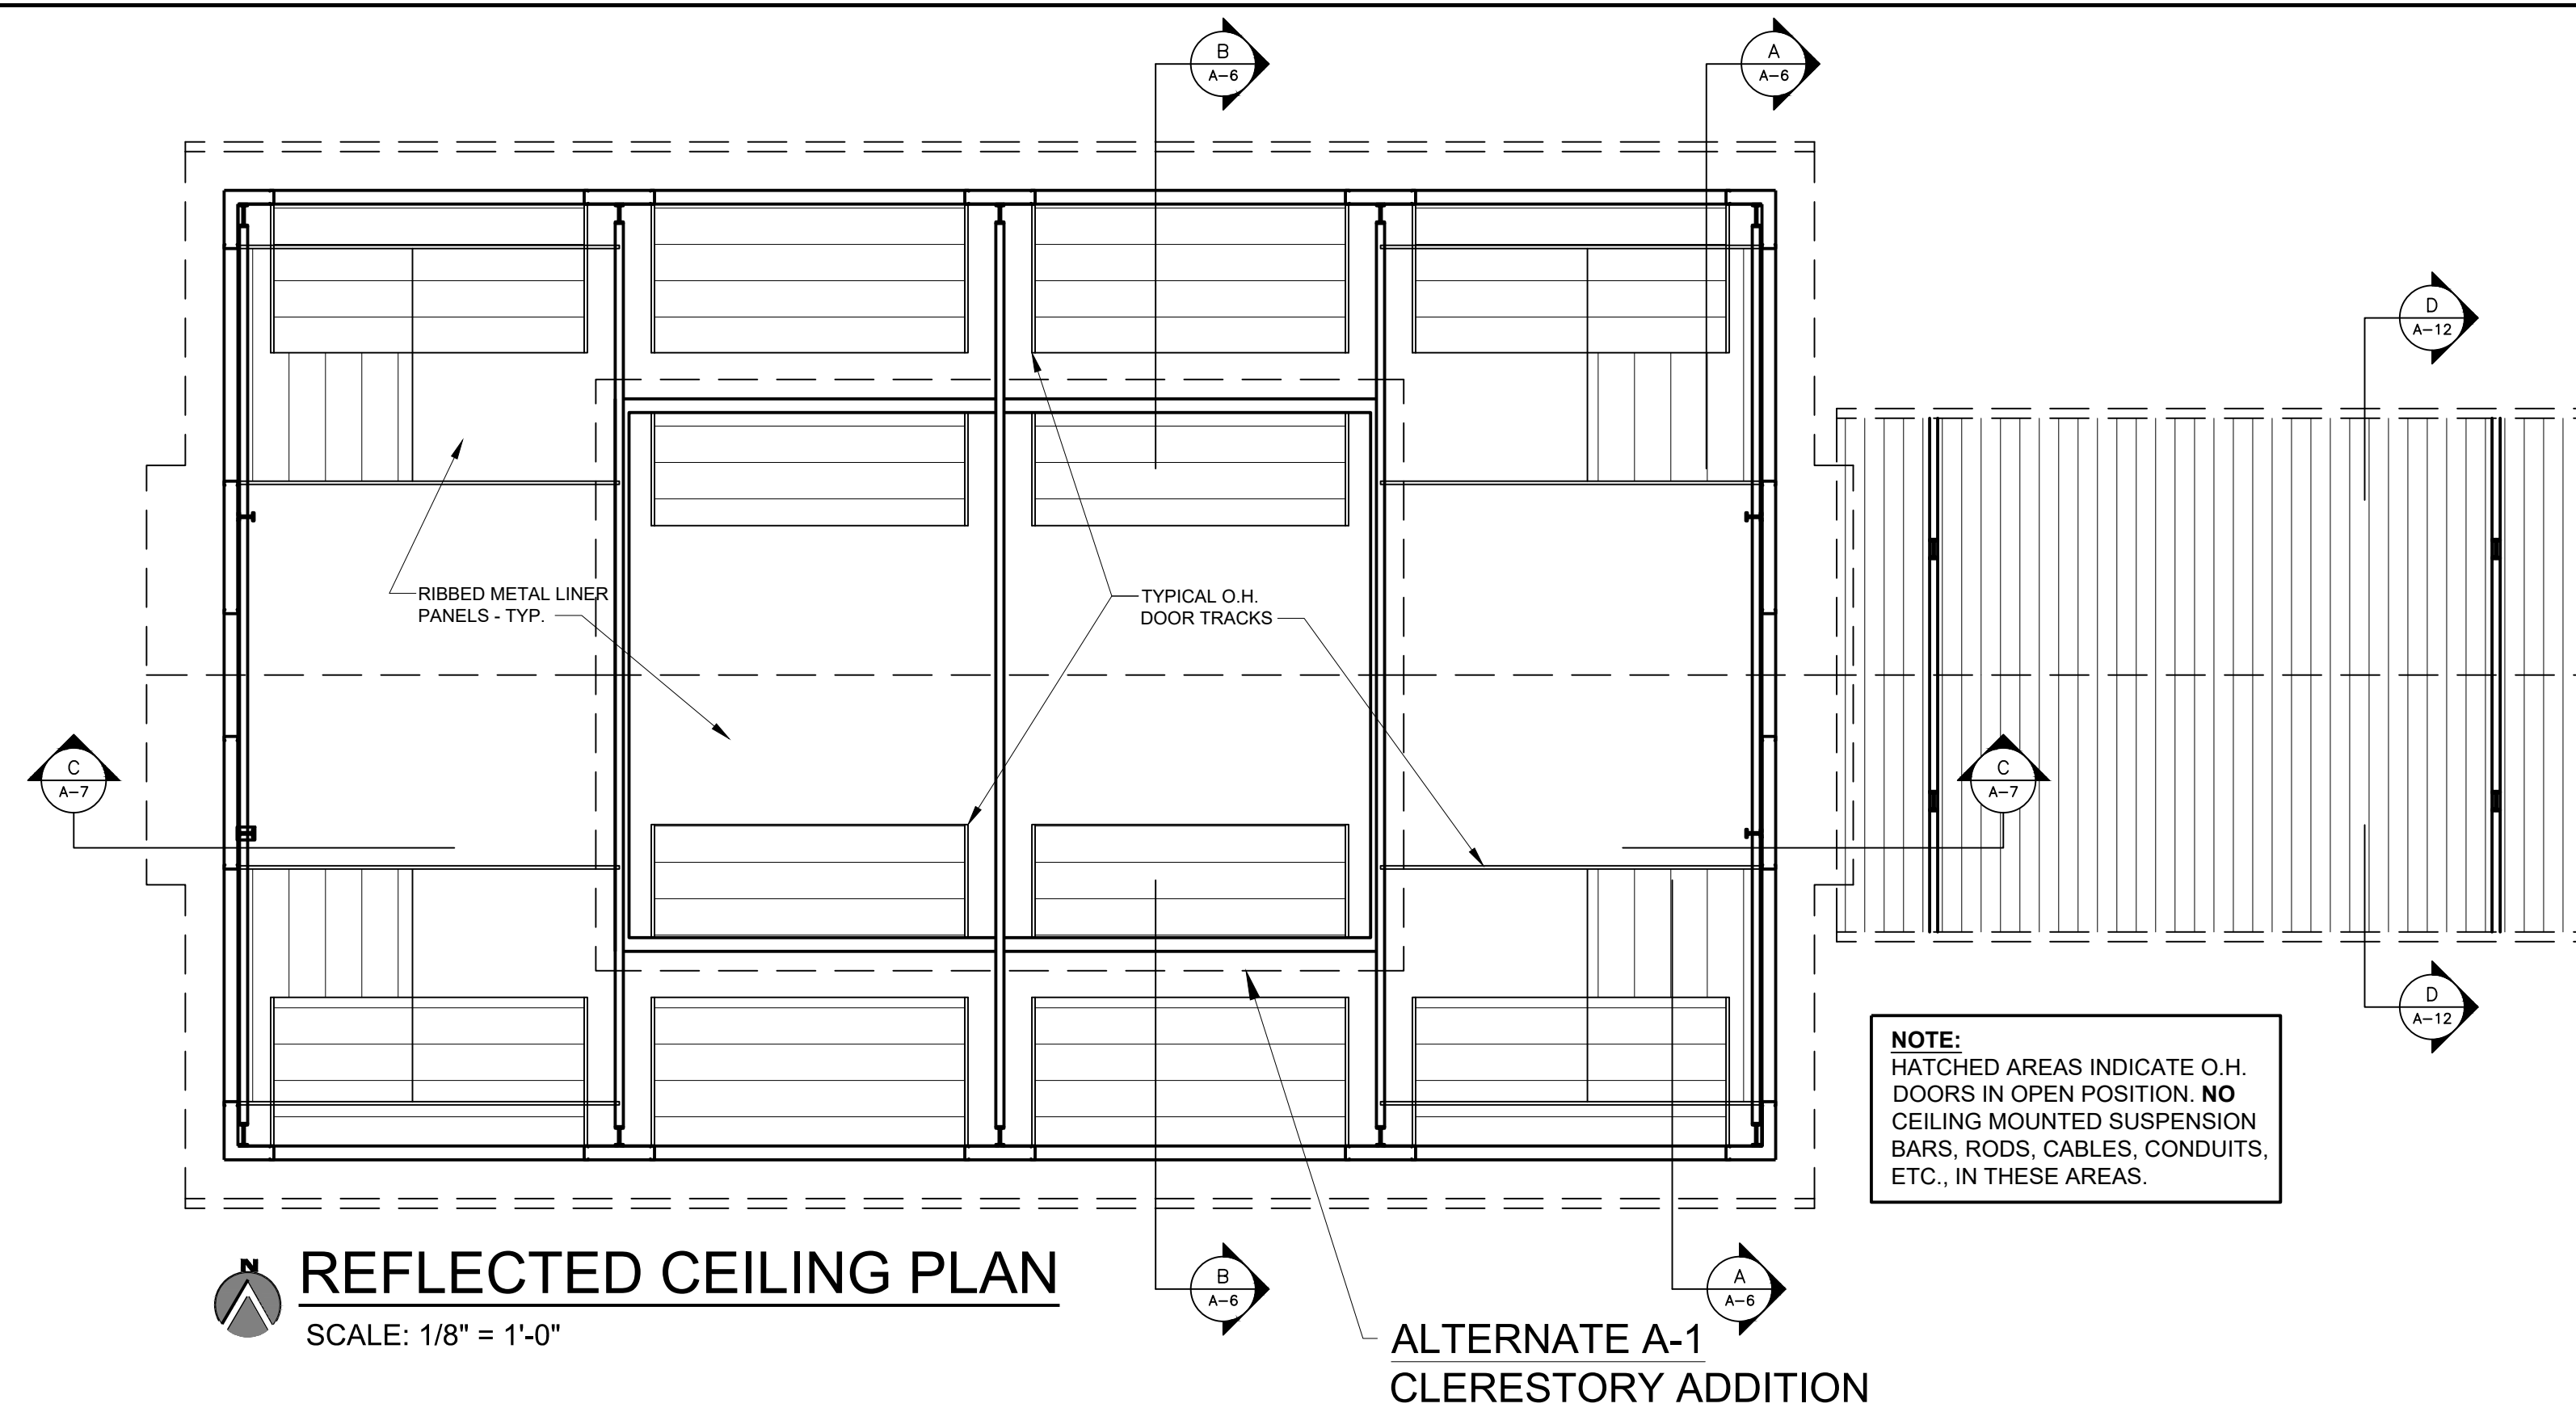 B
A-6
A
A-6
D
A-12
RIBBED METAL LINER
PANELS - TYP.
TYPICAL O.H.
DOOR TRACKS
C
A-7
C
A-7
D
A-12
NOTE:
HATCHED AREAS INDICATE O.H.
DOORS IN OPEN POSITION. NO
CEILING MOUNTED SUSPENSION
BARS, RODS, CABLES, CONDUITS,
ETC., IN THESE AREAS.
N
REFLECTED CEILING PLAN
SCALE: 1/8" = 1'-0"
B
A-6
A
A-6
ALTERNATE A-1
CLERESTORY ADDITION